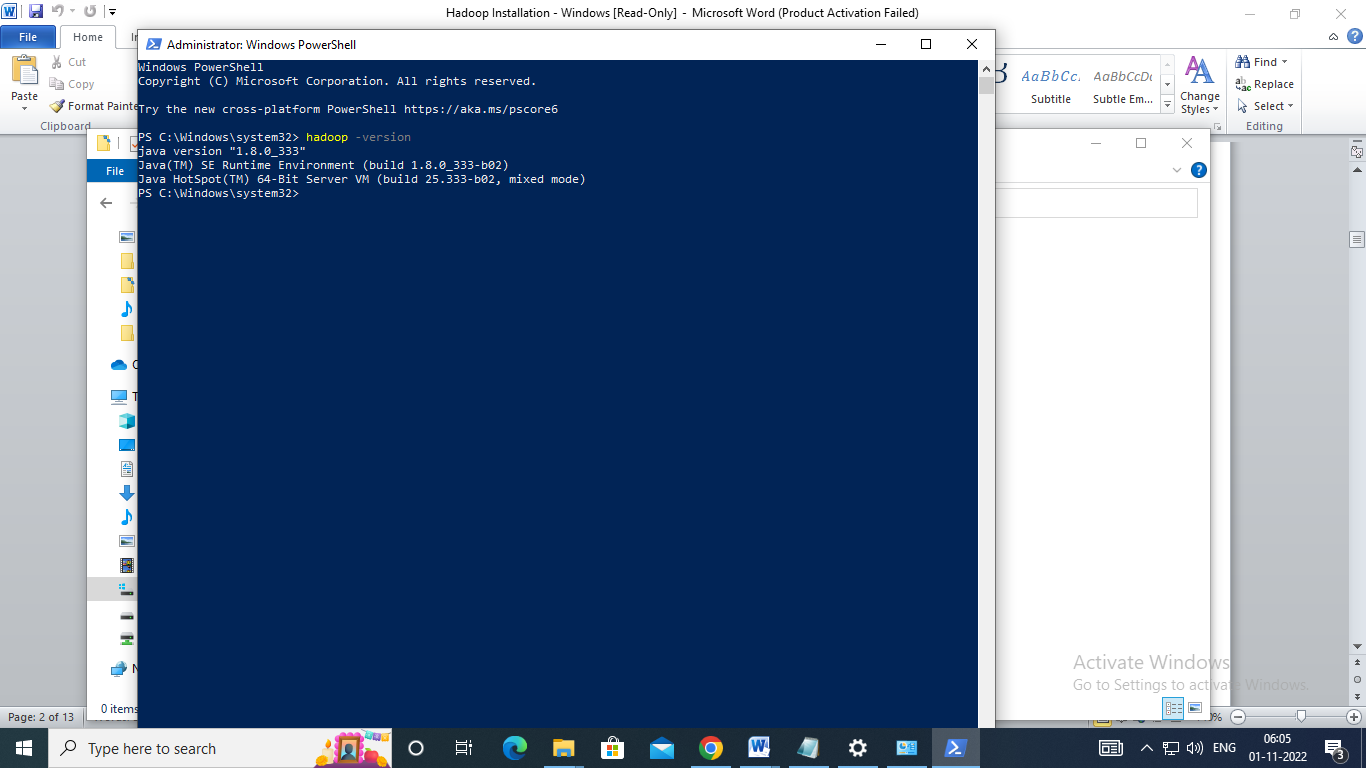 Hadoop Installation - Windows [Read-Only] - Microsoft Word (Product Activation Failed)
File
Home
Cut
Copy
Format Painte
Paste
Clipboard
AaBbCc.
AaBbCcDc
Subtitle
Subtle Em...
Change
Styles
Find
Replace
Select
Editing
Administrator: Windows PowerShell
Windows PowerShell
Copyright (C) Microsoft Corporation. All rights reserved.
Try the new cross-platform PowerShell https://aka.ms/pscore6
PS C:\Windows\system32> hadoop -version
java version "1.8.0_333"
Java(TM) SE Runtime Environment (build 1.8.0_333-b02)
Java HotSpot(TM) 64-Bit Server VM (build 25.333-b02, mixed mode)
PS C:\Windows\system32>
File
0 items
Activate Windows
Go to Settings to activate Windows.
Page: 2 of 13
Type here to search
ENG
06:05
01-11-2022
3